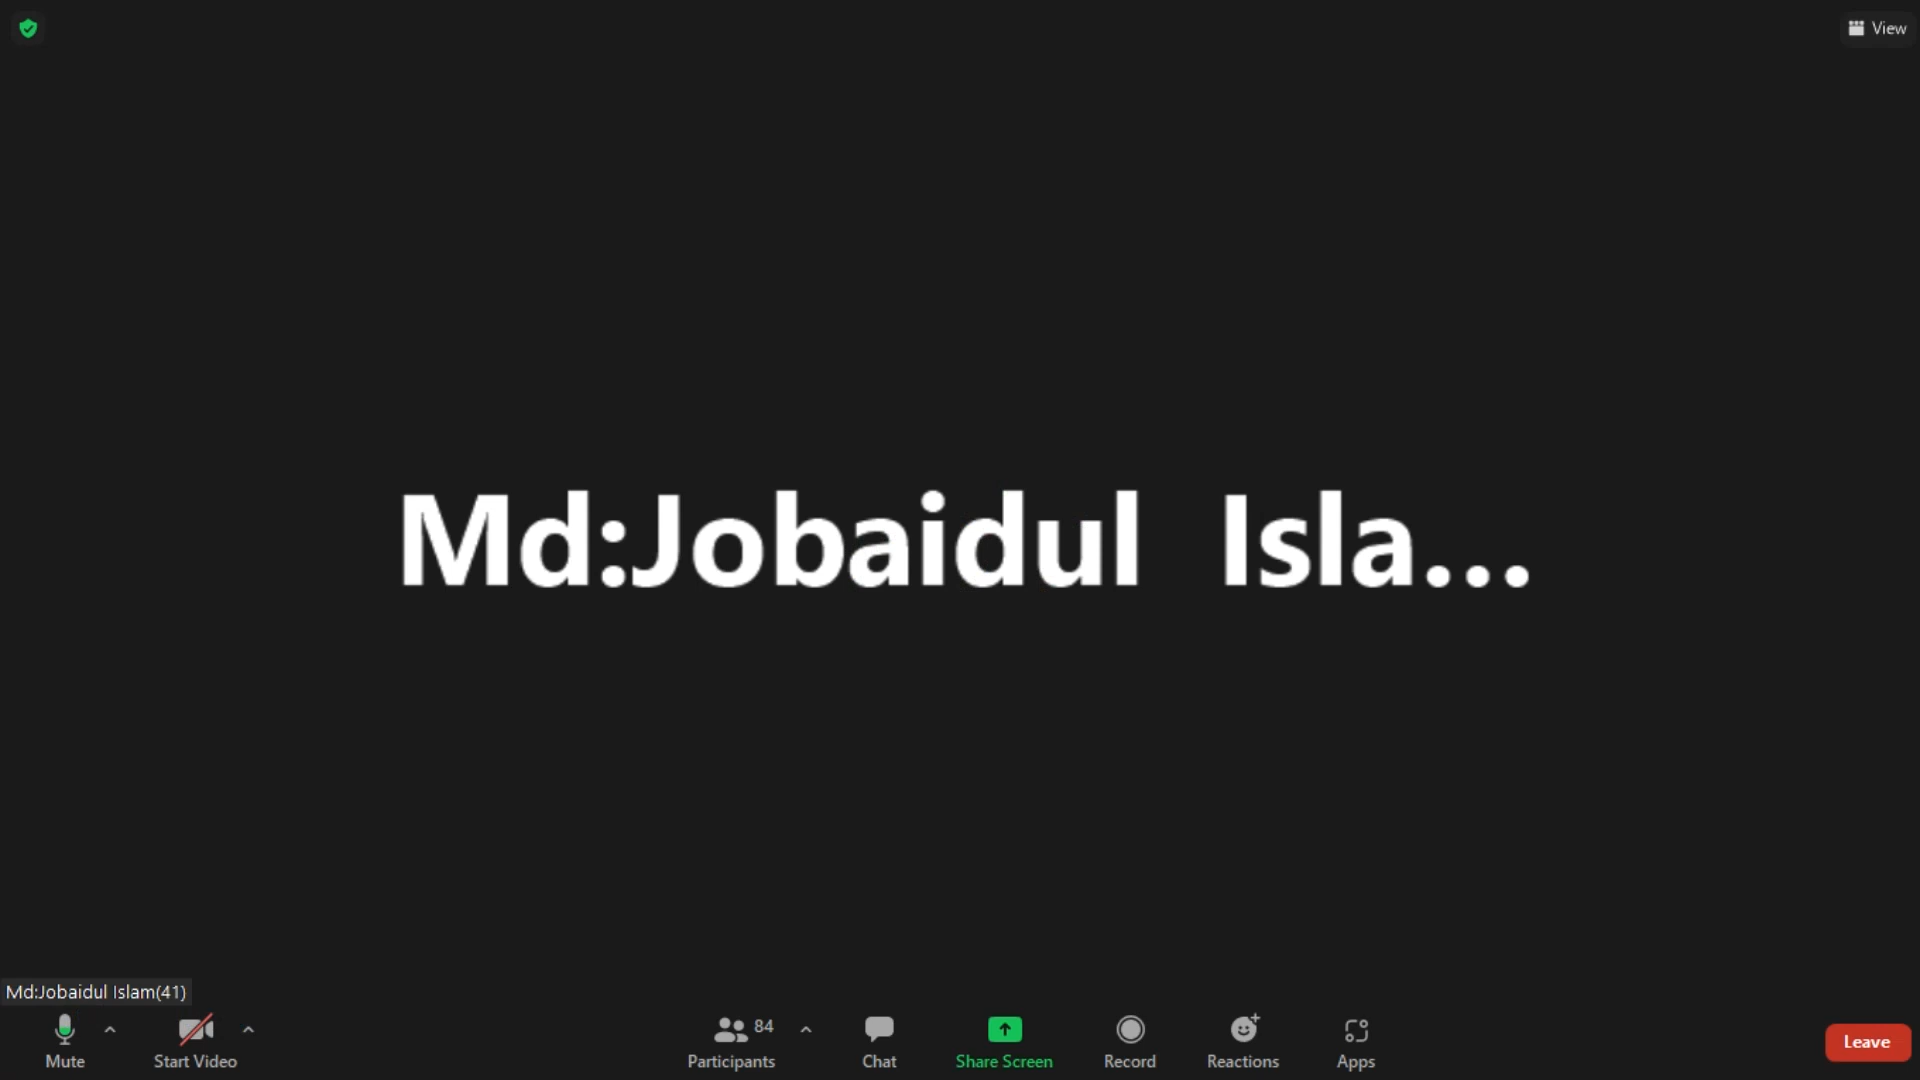 View
Md:Jobaidul Isla...
Md:Jobaidul Islam(41)
Mute
Start Video
84
Participants
Chat
Share Screen
Record
Reactions
Apps
Leave